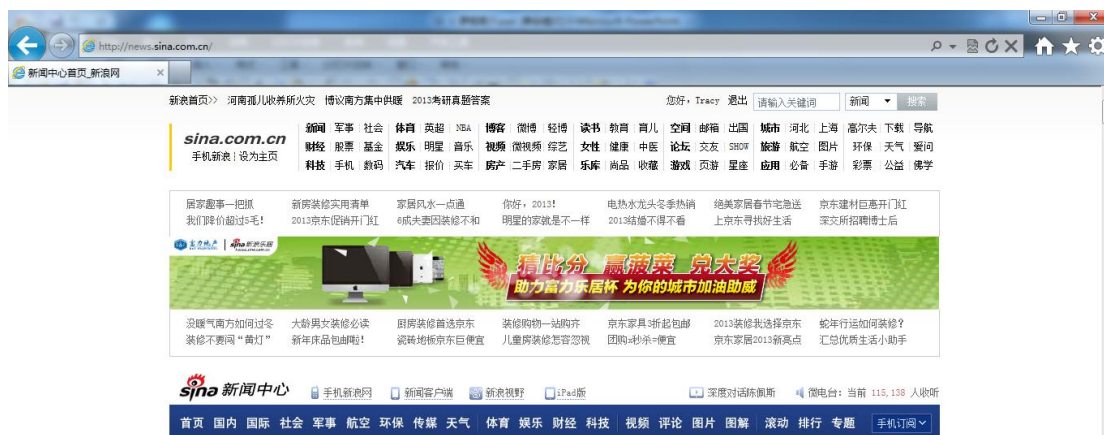 http://news.sina.com.cn/
新闻中心首页_新浪网
新浪首页>> 河南孤儿收养所火灾 博议南方集中供暖 2013考研真题答案 您好，Tracy 退出 请输入关键词 新闻 搜索
sina.com.cn
手机新浪 设为主页
新闻 军事 社会 体育 英超 NBA 博客 微博 轻博 读书 教育 育儿 空间 邮箱 出国 城市 河北 上海 高尔夫 下载 导航
财经 股票 基金 娱乐 明星 音乐 视频 微视频 综艺 女性 健康 中医 论坛 交友 SHOW 旅游 航空 图片 环保 天气 爱问
科技 手机 数码 汽车 报价 买车 房产 二手房 家居 乐库 尚品 收藏 游戏 页游 星座 应用 必备 手游 彩票 公益 佛学
居家趣事一把抓 新房装修实用清单 家居风水一点通 你好，2013！ 电热水龙头冬季热销 绝美家居春节宅急送 京东建材巨惠开门红
我们降价超过5毛！ 2013京东促销开门红 6成夫妻因装修不和 明星的家就是不一样 2013结婚不得不看 上京东寻找好生活 深交所招聘博士后
富力地产 sina新浪乐居
猜比分 赢菠菜 兑大奖
助力富力乐居杯 为你的城市加油助威
没暖气南方如何过冬 大龄男女装修必读 厨房装修首选京东 装修购物一站购齐 京东家具3折起包邮 2013装修我选择京东 蛇年行运如何装修？
装修不要闯“黄灯” 新年床品包邮啦！ 瓷砖地板京东巨便宜 儿童房装修怎容忽视 团购+秒杀=便宜 京东家居2013新亮点 汇总优质生活小助手
sina 新闻中心 手机新浪网 新闻客户端 新浪视野 iPad版 深度对话陈佩斯 微电台：当前 115,138 人收听
首页 国内 国际 社会 军事 航空 环保 传媒 天气 体育 娱乐 财经 科技 视频 评论 图片 图解 滚动 排行 专题 手机订阅